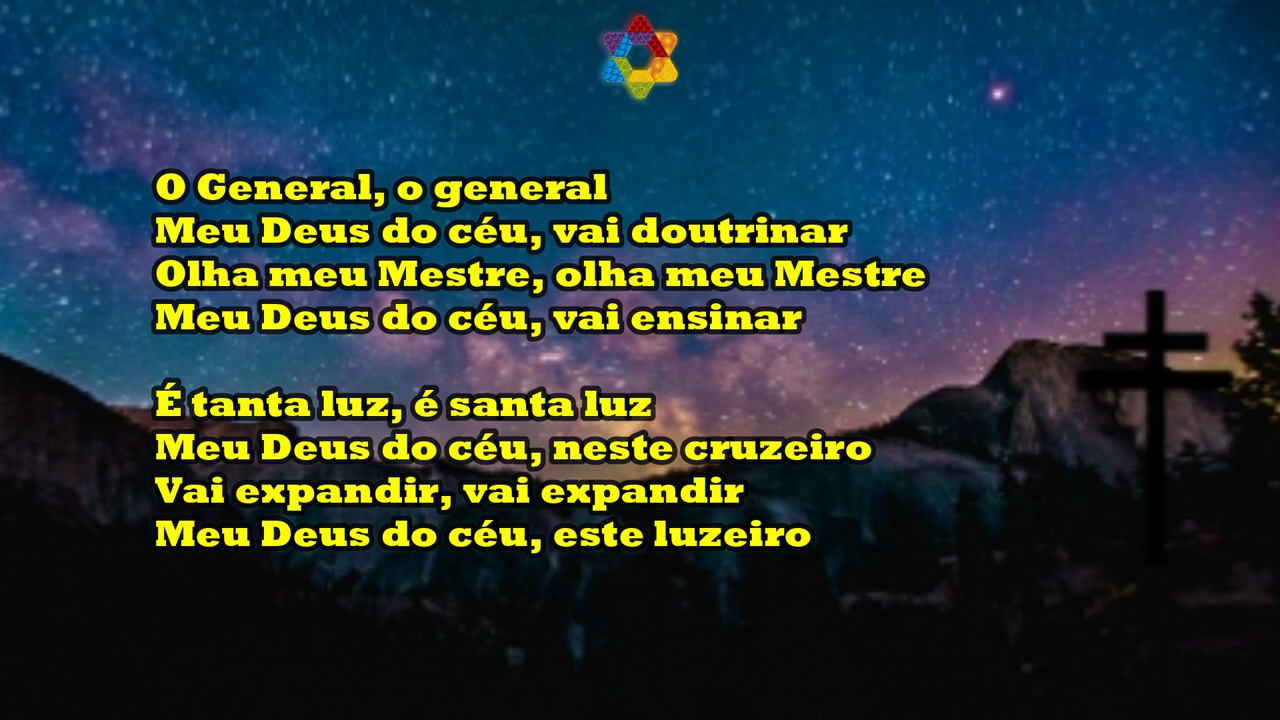 O General, o general
Meu Deus do céu, vai doutrinar
Olha meu Mestre, olha meu Mestre
Meu Deus do céu, vai ensinar
É tanta luz, é santa luz
Meu Deus do céu, neste cruzeiro
Vai expandir, vai expandir
Meu Deus do céu, este luzeiro